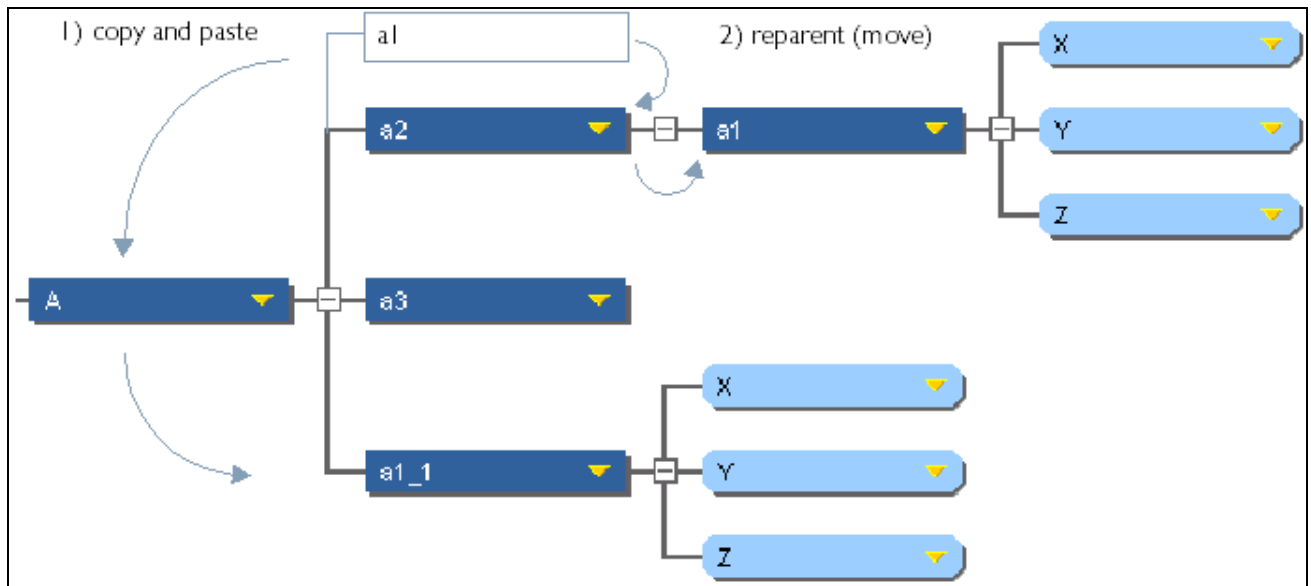 1) copy and paste
a1
2) reparent (move)
X
a2
a1
Y
Z
A
a3
X
a1_1
Y
Z